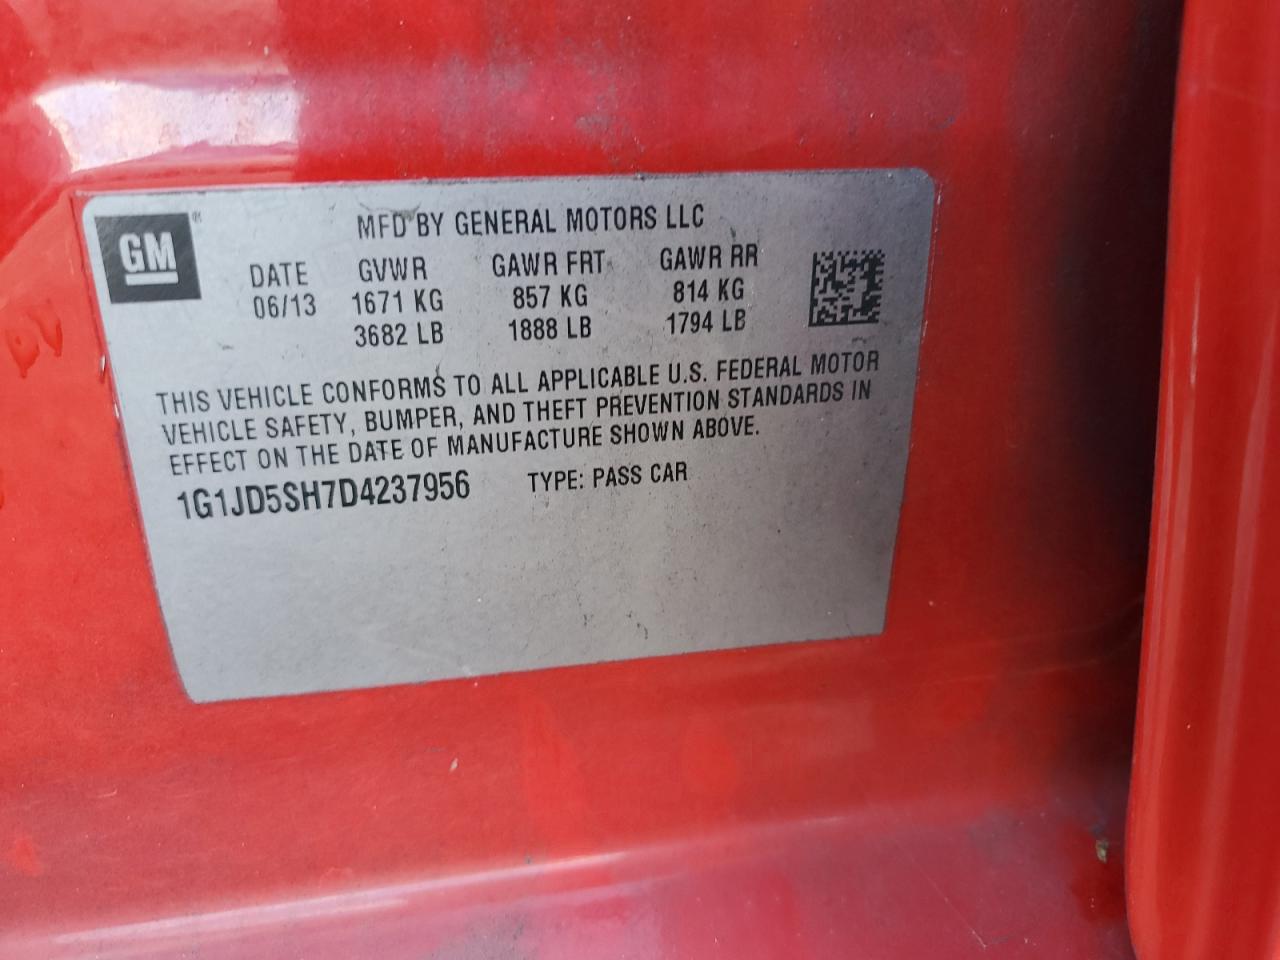 GM ®
MFD BY GENERAL MOTORS LLC
DATE GVWR GAWR FRT GAWR RR
06/13 1671 KG 857 KG 814 KG
3682 LB 1888 LB 1794 LB
THIS VEHICLE CONFORMS TO ALL APPLICABLE U.S. FEDERAL MOTOR
VEHICLE SAFETY, BUMPER, AND THEFT PREVENTION STANDARDS IN
EFFECT ON THE DATE OF MANUFACTURE SHOWN ABOVE.
1G1JD5SH7D4237956 TYPE: PASS CAR